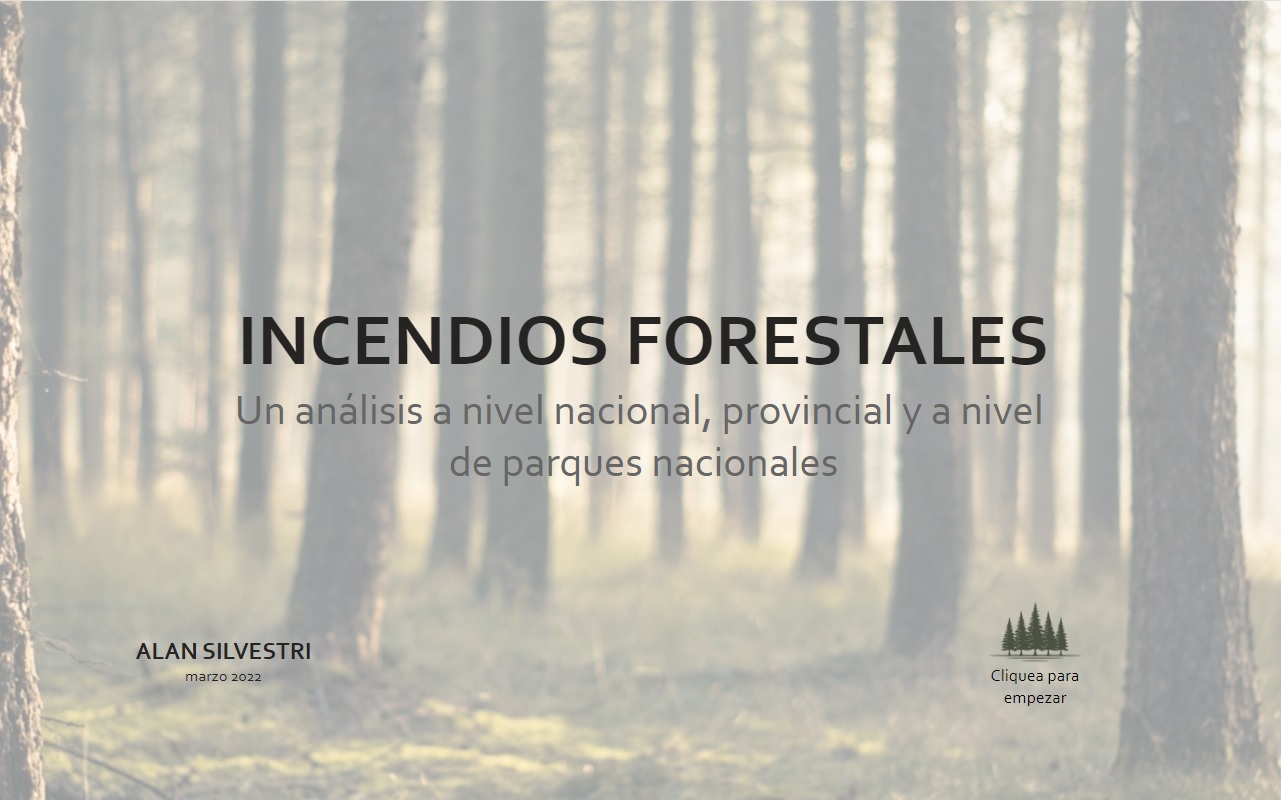 INCENDIOS FORESTALES
Un análisis a nivel nacional, provincial y a nivel
de parques nacionales
ALAN SILVESTRI
marzo 2022
Cliquea para
empezar